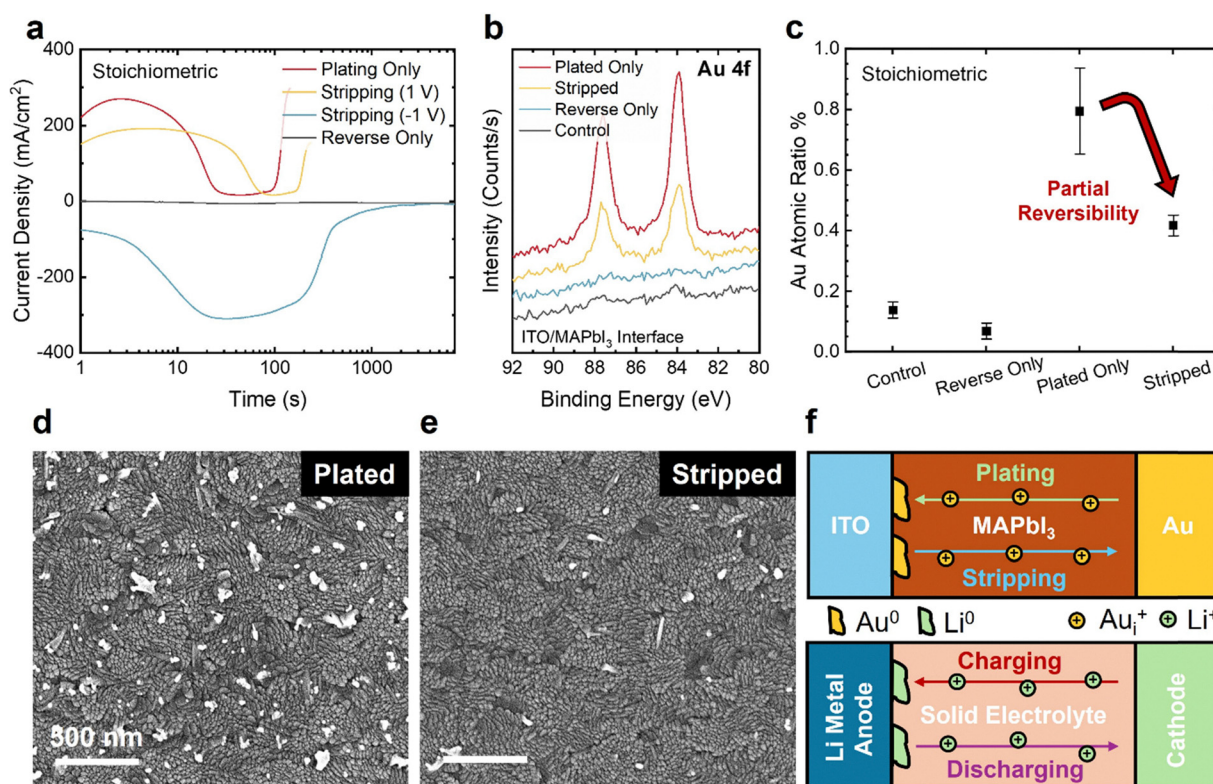 a
400
200
0
-200
-400
Current Density (mA/cm²)
Stoichiometric
Plating Only
Stripping (1 V)
Stripping (-1 V)
Reverse Only
1 10 100 1000
Time (s)
b
Intensity (Counts/s)
Plated Only
Stripped
Reverse Only
Control
Au 4f
ITO/MAPbI₃ Interface
92 90 88 86 84 82 80
Binding Energy (eV)
c
1.0
0.8
0.6
0.4
0.2
0.0
Au Atomic Ratio %
Stoichiometric
Partial
Reversibility
Control
Reverse Only
Plated Only
Stripped
d
Plated
300 nm
e
Stripped
f
ITO
Plating
MAPbI₃
Stripping
Au
Au⁰ Li⁰ Auᵢ⁺ Li⁺
Li Metal
Anode
Charging
Solid Electrolyte
Discharging
Cathode